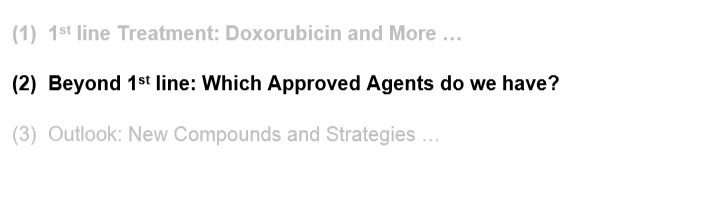 (1) 1st line Treatment: Doxorubicin and More ...
(2) Beyond 1st line: Which Approved Agents do we have?
(3) Outlook: New Compounds and Strategies ...